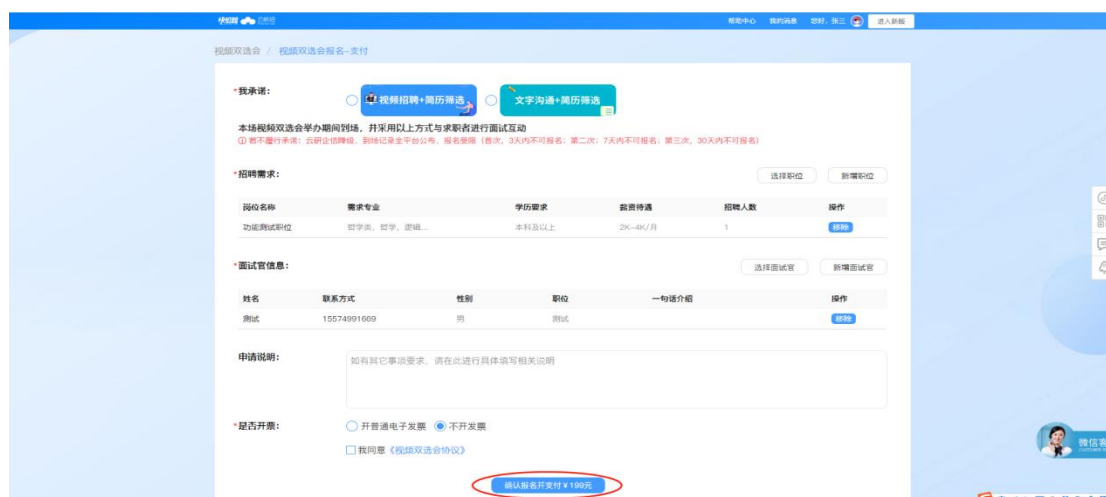 快招聘 云研招 帮助中心 我的消息 您好，张三 进入新版
视频双选会 / 视频双选会报名-支付
*我承诺： 视频招聘+简历筛选 文字沟通+简历筛选
本场视频双选会举办期间到场，并采用以上方式与求职者进行面试互动
若不履行承诺：云研企信降级，到场记录全平台公布，报名受限（首次，3天内不可报名；第二次：7天内不可报名；第三次，30天内不可报名）
*招聘需求： 选择职位 新增职位
岗位名称 需求专业 学历要求 薪资待遇 招聘人数 操作
功能测试职位 哲学类，哲学，逻辑... 本科及以上 2K-4K/月 1 移除
*面试官信息： 选择面试官 新增面试官
姓名 联系方式 性别 职位 一句话介绍 操作
测试 15574991669 男 测试 移除
申请说明： 如有其它事项要求，请在此进行具体填写相关说明
*是否开票： 开普通电子发票 不开发票
我同意《视频双选会协议》
微信客
确认报名并支付￥199元